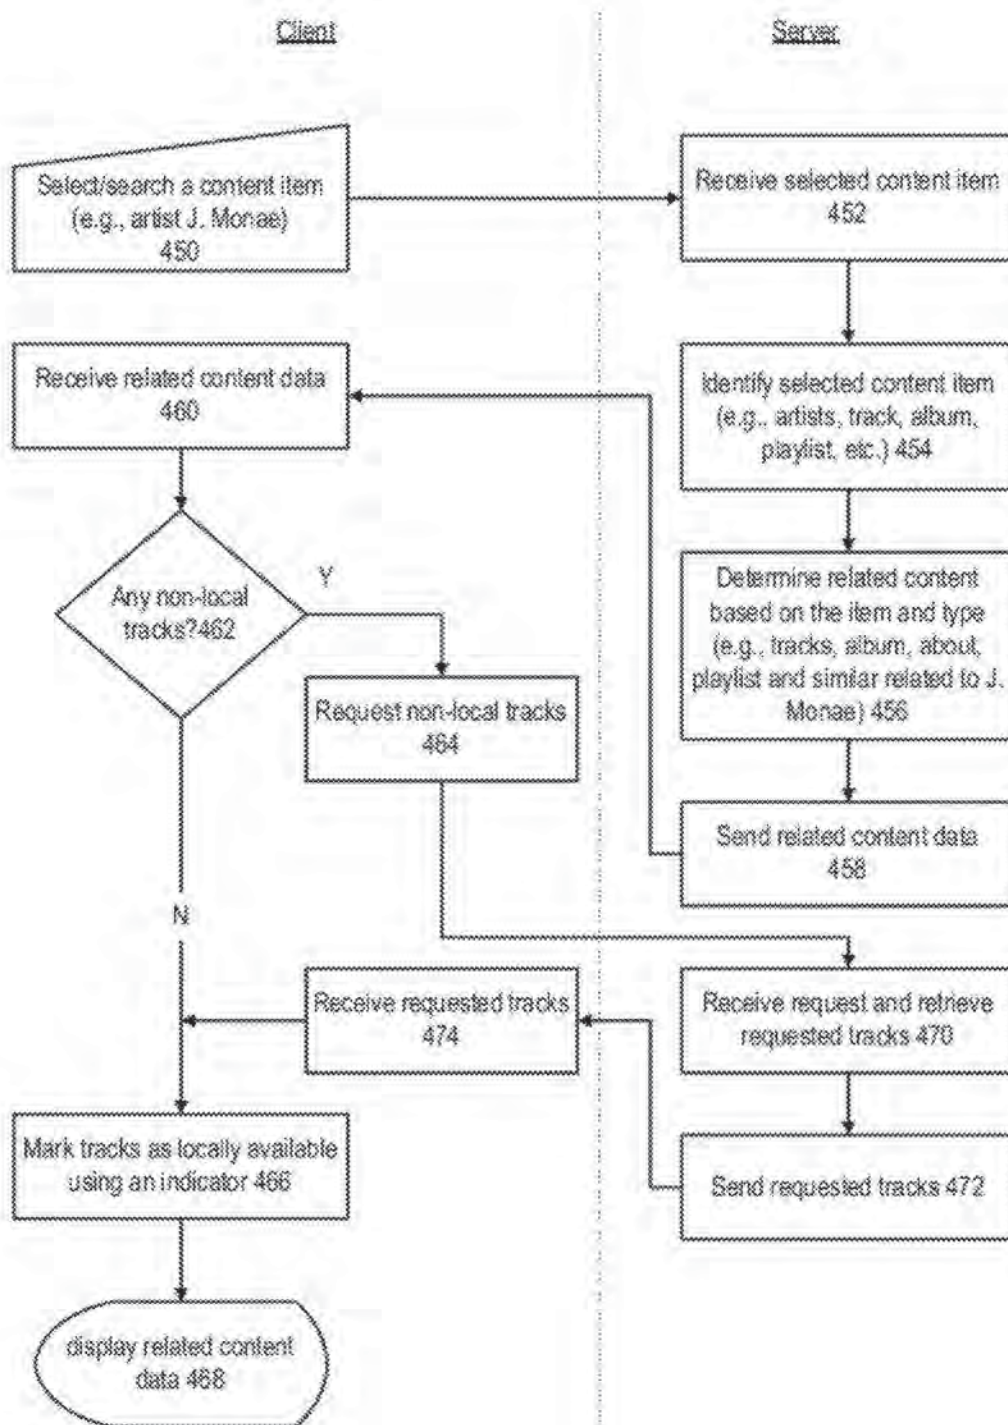 Client
Server
Select/search a content item
(e.g., artist J. Monae)
450
Receive selected content item
452
Receive related content data
460
Identify selected content item
(e.g., artists, track, album,
playlist, etc.) 454
Any non-local
tracks?462
Y
N
Determine related content
based on the item and type
(e.g., tracks, album, about,
playlist and similar related to J.
Monae) 456
Request non-local tracks
464
Send related content data
458
Receive requested tracks
474
Receive request and retrieve
requested tracks 470
Mark tracks as locally available
using an indicator 466
Send requested tracks 472
display related content
data 468